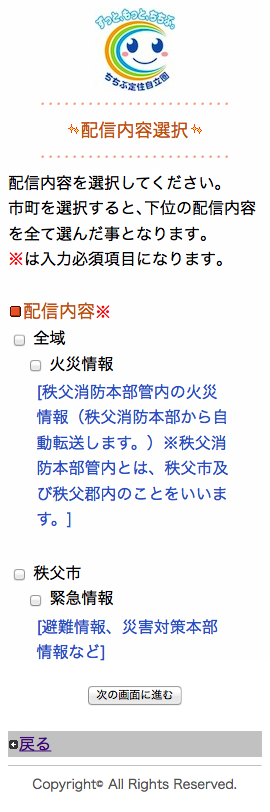 ずっと、もっと、ちちぶ。
ちちぶ定住自立圏
配信内容選択
配信内容を選択してください。
市町を選択すると、下位の配信内容
を全て選んだ事となります。
※は入力必須項目になります。
配信内容※
全域
火災情報
[秩父消防本部管内の火災
情報（秩父消防本部から自
動転送します。）※秩父消
防本部管内とは、秩父市及
び秩父郡内のことをいいま
す。]
秩父市
緊急情報
[避難情報、災害対策本部
情報など]
次の画面に進む
戻る
Copyright© All Rights Reserved.